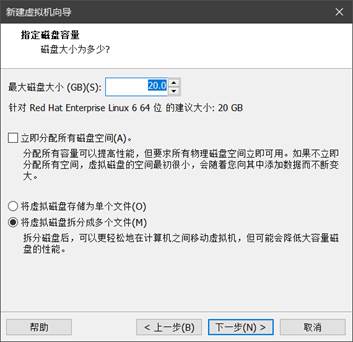 新建虚拟机向导
指定磁盘容量
磁盘大小为多少?
最大磁盘大小 (GB)(S): 20.0
针对 Red Hat Enterprise Linux 6 64 位 的建议大小: 20 GB
立即分配所有磁盘空间(A)。
分配所有容量可以提高性能，但要求所有物理磁盘空间立即可用。如果不立即
分配所有空间，虚拟磁盘的空间最初很小，会随着您向其中添加数据而不断变
大。
将虚拟磁盘存储为单个文件(O)
将虚拟磁盘拆分成多个文件(M)
拆分磁盘后，可以更轻松地在计算机之间移动虚拟机，但可能会降低大容量磁
盘的性能。
帮助 < 上一步(B) 下一步(N) > 取消